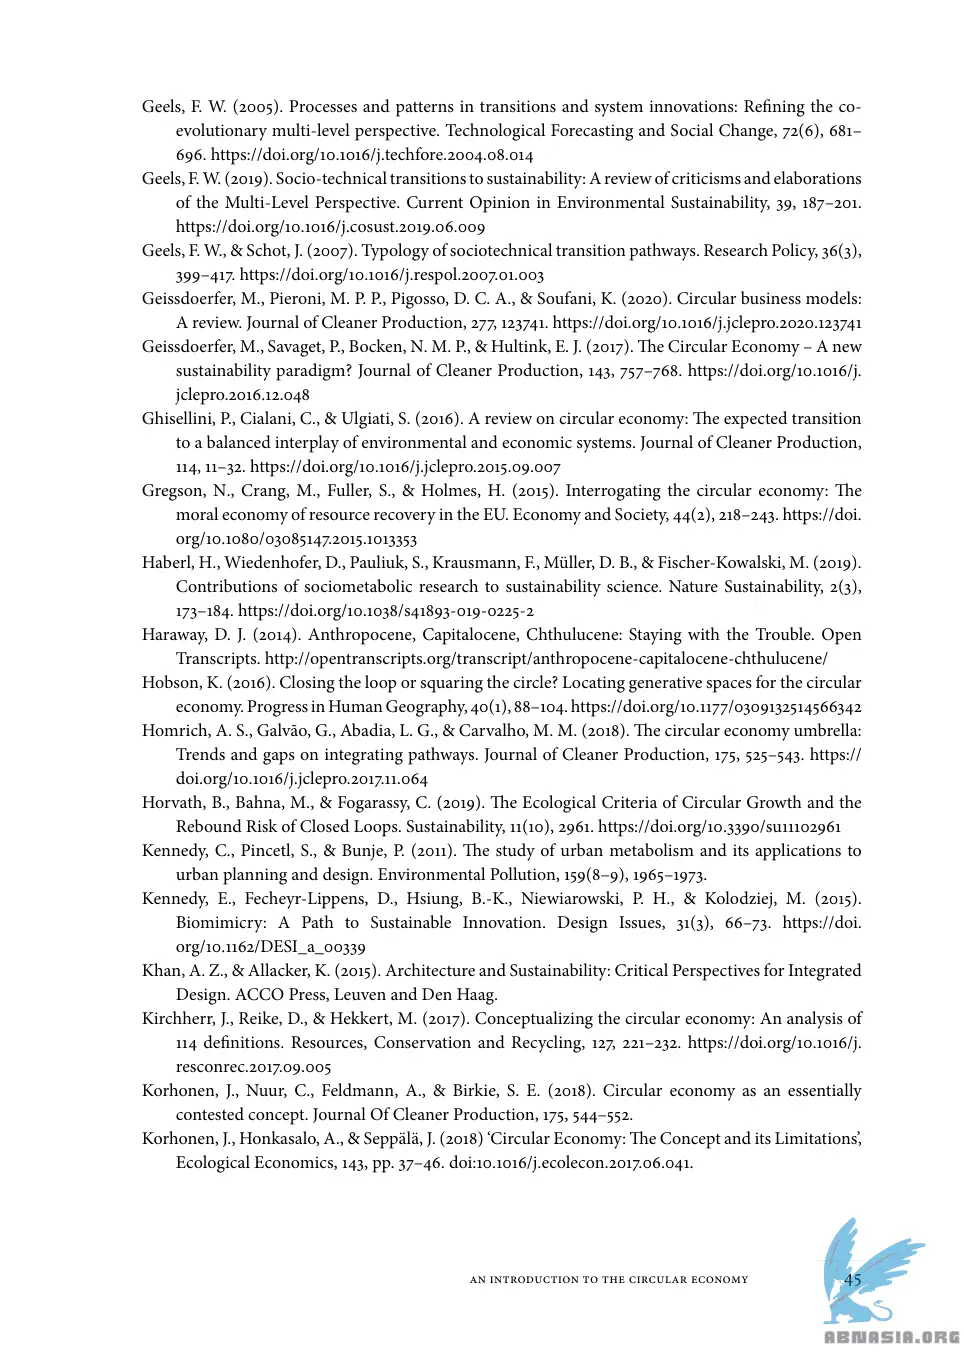 Geels, F. W. (2005). Processes and patterns in transitions and system innovations: Refining the co-
evolutionary multi-level perspective. Technological Forecasting and Social Change, 72(6), 681–
696. https://doi.org/10.1016/j.techfore.2004.08.014
Geels, F. W. (2019). Socio-technical transitions to sustainability: A review of criticisms and elaborations
of the Multi-Level Perspective. Current Opinion in Environmental Sustainability, 39, 187–201.
https://doi.org/10.1016/j.cosust.2019.06.009
Geels, F. W., & Schot, J. (2007). Typology of sociotechnical transition pathways. Research Policy, 36(3),
399–417. https://doi.org/10.1016/j.respol.2007.01.003
Geissdoerfer, M., Pieroni, M. P. P., Pigosso, D. C. A., & Soufani, K. (2020). Circular business models:
A review. Journal of Cleaner Production, 277, 123741. https://doi.org/10.1016/j.jclepro.2020.123741
Geissdoerfer, M., Savaget, P., Bocken, N. M. P., & Hultink, E. J. (2017). The Circular Economy – A new
sustainability paradigm? Journal of Cleaner Production, 143, 757–768. https://doi.org/10.1016/j.
jclepro.2016.12.048
Ghisellini, P., Cialani, C., & Ulgiati, S. (2016). A review on circular economy: The expected transition
to a balanced interplay of environmental and economic systems. Journal of Cleaner Production,
114, 11–32. https://doi.org/10.1016/j.jclepro.2015.09.007
Gregson, N., Crang, M., Fuller, S., & Holmes, H. (2015). Interrogating the circular economy: The
moral economy of resource recovery in the EU. Economy and Society, 44(2), 218–243. https://doi.
org/10.1080/03085147.2015.1013353
Haberl, H., Wiedenhofer, D., Pauliuk, S., Krausmann, F., Müller, D. B., & Fischer-Kowalski, M. (2019).
Contributions of sociometabolic research to sustainability science. Nature Sustainability, 2(3),
173–184. https://doi.org/10.1038/s41893-019-0225-2
Haraway, D. J. (2014). Anthropocene, Capitalocene, Chthulucene: Staying with the Trouble. Open
Transcripts. http://opentranscripts.org/transcript/anthropocene-capitalocene-chthulucene/
Hobson, K. (2016). Closing the loop or squaring the circle? Locating generative spaces for the circular
economy. Progress in Human Geography, 40(1), 88–104. https://doi.org/10.1177/0309132514566342
Homrich, A. S., Galvão, G., Abadia, L. G., & Carvalho, M. M. (2018). The circular economy umbrella:
Trends and gaps on integrating pathways. Journal of Cleaner Production, 175, 525–543. https://
doi.org/10.1016/j.jclepro.2017.11.064
Horvath, B., Bahna, M., & Fogarassy, C. (2019). The Ecological Criteria of Circular Growth and the
Rebound Risk of Closed Loops. Sustainability, 11(10), 2961. https://doi.org/10.3390/su11102961
Kennedy, C., Pincetl, S., & Bunje, P. (2011). The study of urban metabolism and its applications to
urban planning and design. Environmental Pollution, 159(8–9), 1965–1973.
Kennedy, E., Fecheyr-Lippens, D., Hsiung, B.-K., Niewiarowski, P. H., & Kolodziej, M. (2015).
Biomimicry: A Path to Sustainable Innovation. Design Issues, 31(3), 66–73. https://doi.
org/10.1162/DESI_a_00339
Khan, A. Z., & Allacker, K. (2015). Architecture and Sustainability: Critical Perspectives for Integrated
Design. ACCO Press, Leuven and Den Haag.
Kirchherr, J., Reike, D., & Hekkert, M. (2017). Conceptualizing the circular economy: An analysis of
114 definitions. Resources, Conservation and Recycling, 127, 221–232. https://doi.org/10.1016/j.
resconrec.2017.09.005
Korhonen, J., Nuur, C., Feldmann, A., & Birkie, S. E. (2018). Circular economy as an essentially
contested concept. Journal Of Cleaner Production, 175, 544–552.
Korhonen, J., Honkasalo, A., & Seppälä, J. (2018) ‘Circular Economy: The Concept and its Limitations’,
Ecological Economics, 143, pp. 37–46. doi:10.1016/j.ecolecon.2017.06.041.
AN INTRODUCTION TO THE CIRCULAR ECONOMY 45
ABNASIA.ORG